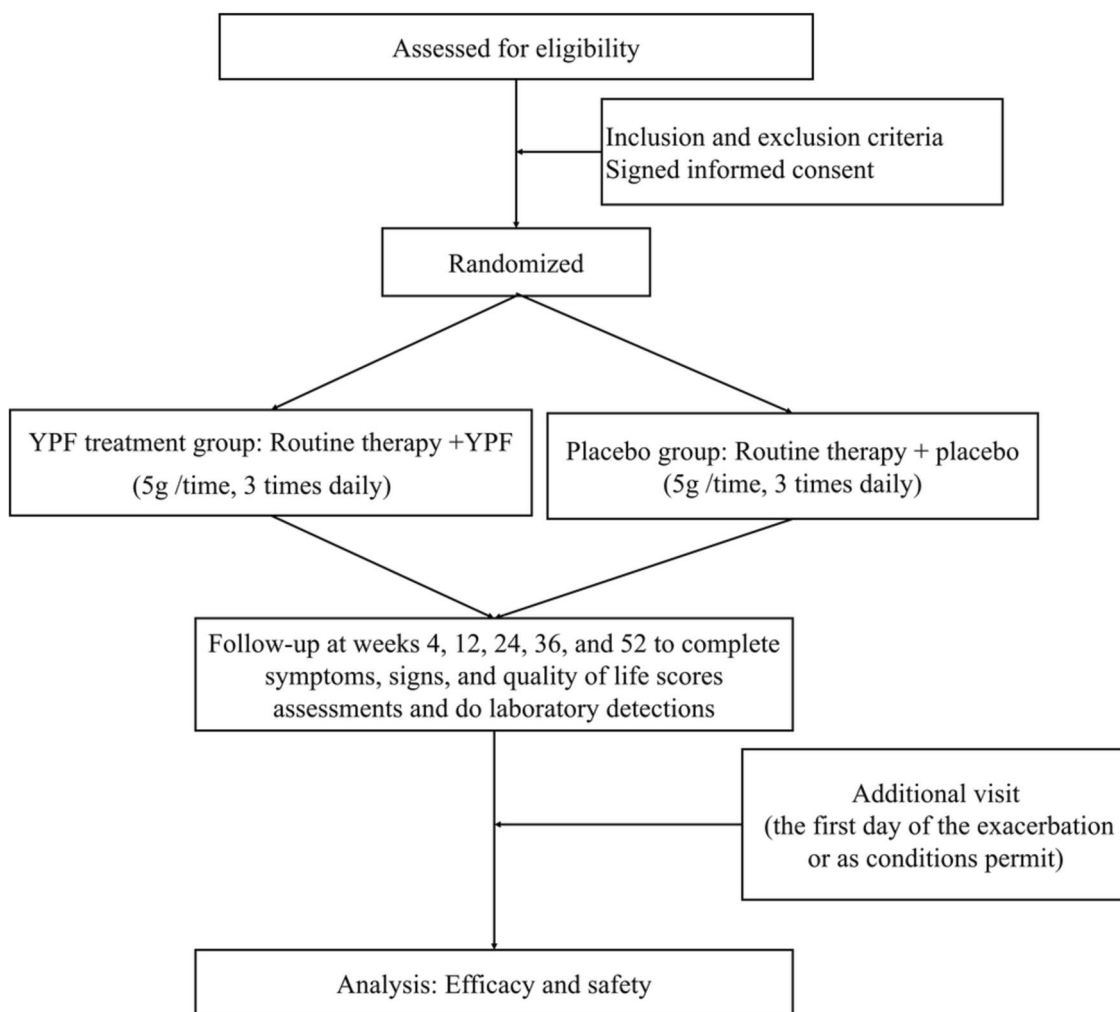 Assessed for eligibility
Inclusion and exclusion criteria
Signed informed consent
Randomized
YPF treatment group: Routine therapy +YPF
(5g /time, 3 times daily)
Placebo group: Routine therapy + placebo
(5g /time, 3 times daily)
Follow-up at weeks 4, 12, 24, 36, and 52 to complete
symptoms, signs, and quality of life scores
assessments and do laboratory detections
Additional visit
(the first day of the exacerbation
or as conditions permit)
Analysis: Efficacy and safety